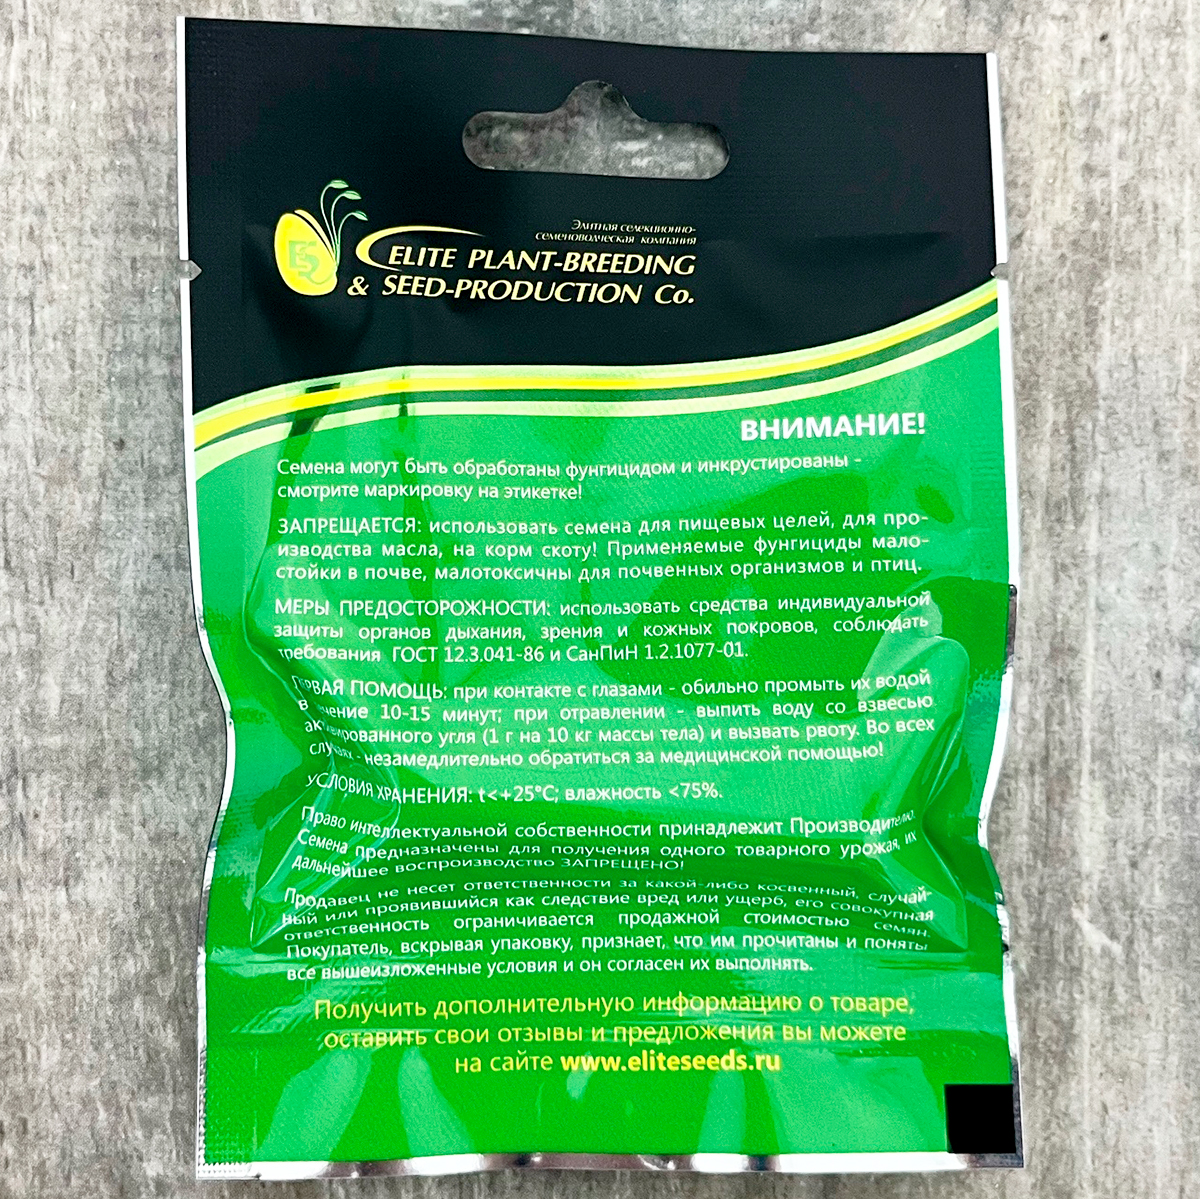 Элитная селекционно-
семеноводческая компания
ELITE PLANT-BREEDING
& SEED-PRODUCTION Co.
ВНИМАНИЕ!
Семена могут быть обработаны фунгицидом и инкрустированы -
смотрите маркировку на этикетке!
ЗАПРЕЩАЕТСЯ: использовать семена для пищевых целей, для про-
изводства масла, на корм скоту! Применяемые фунгициды мало-
стойки в почве, малотоксичны для почвенных организмов и птиц.
МЕРЫ ПРЕДОСТОРОЖНОСТИ: использовать средства индивидуальной
защиты органов дыхания, зрения и кожных покровов, соблюдать
требования ГОСТ 12.3.041-86 и СанПиН 1.2.1077-01.
ПЕРВАЯ ПОМОЩЬ: при контакте с глазами - обильно промыть их водой
в течение 10-15 минут; при отравлении - выпить воду со взвесью
активированного угля (1 г на 10 кг массы тела) и вызвать рвоту. Во всех
случаях - незамедлительно обратиться за медицинской помощью!
УСЛОВИЯ ХРАНЕНИЯ: t<+25°C; влажность <75%.
Право интеллектуальной собственности принадлежит Производителю.
Семена предназначены для получения одного товарного урожая, их
дальнейшее воспроизводство ЗАПРЕЩЕНО!
Продавец не несет ответственности за какой-либо косвенный, случай-
ный или проявившийся как следствие вред или ущерб, его совокупная
ответственность ограничивается продажной стоимостью семян.
Покупатель, вскрывая упаковку, признает, что им прочитаны и поняты
все вышеизложенные условия и он согласен их выполнять.
Получить дополнительную информацию о товаре,
оставить свои отзывы и предложения вы можете
на сайте www.eliteseeds.ru